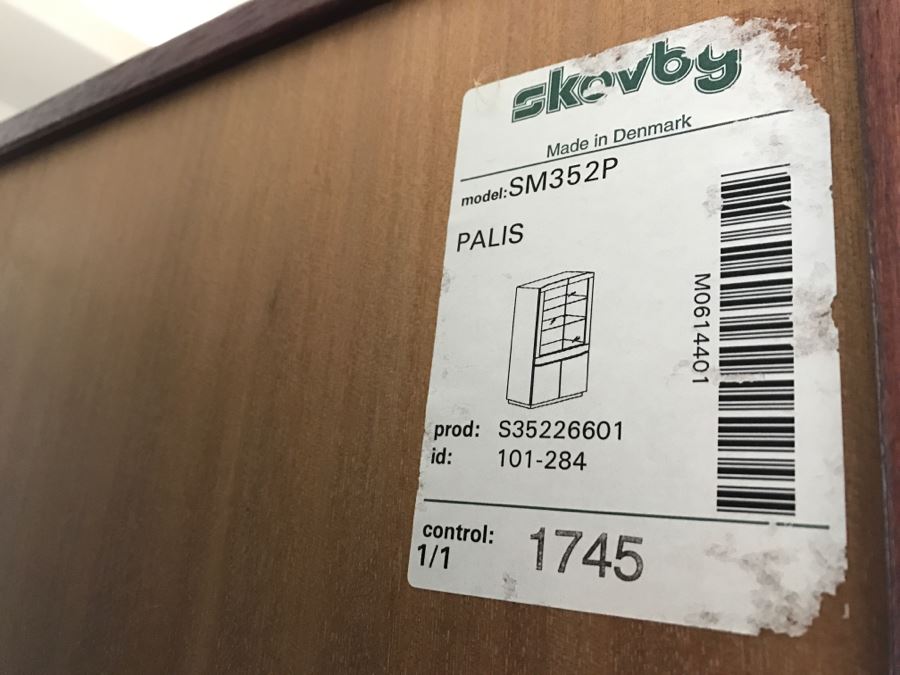 skovby
Made in Denmark
model: SM352P
PALIS
M0614401
prod: S35226601
id: 101-284
control: 1745
1/1